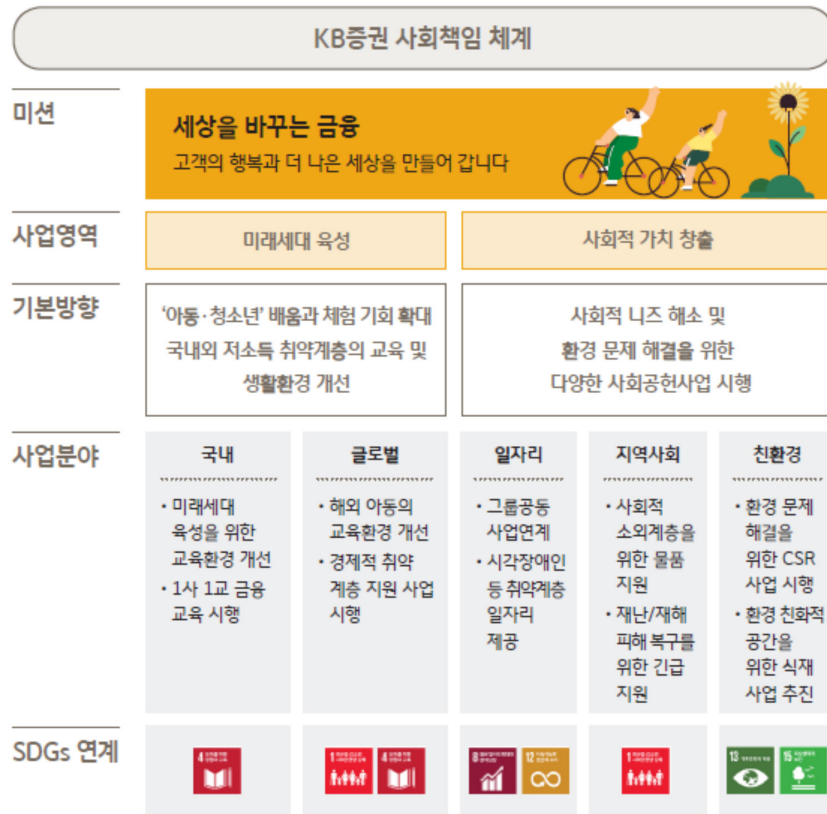 KB증권 사회책임 체계
미션
세상을 바꾸는 금융
고객의 행복과 더 나은 세상을 만들어 갑니다
사업영역
미래세대 육성
사회적 가치 창출
기본방향
‘아동·청소년’ 배움과 체험 기회 확대
국내외 저소득 취약계층의 교육 및
생활환경 개선
사회적 니즈 해소 및
환경 문제 해결을 위한
다양한 사회공헌사업 시행
사업분야
국내
• 미래세대
육성을 위한
교육환경 개선
• 1사 1교 금융
교육 시행
글로벌
• 해외 아동의
교육환경 개선
• 경제적 취약
계층 지원 사업
시행
일자리
• 그룹공동
사업연계
• 시각장애인
등 취약계층
일자리
제공
지역사회
• 사회적
소외계층을
위한 물품
지원
• 재난/재해
피해 복구를
위한 긴급
지원
친환경
• 환경 문제
해결을
위한 CSR
사업 시행
• 환경 친화적
공간을
위한 식재
사업 추진
SDGs 연계
4
1
4
8
12
1
13
15